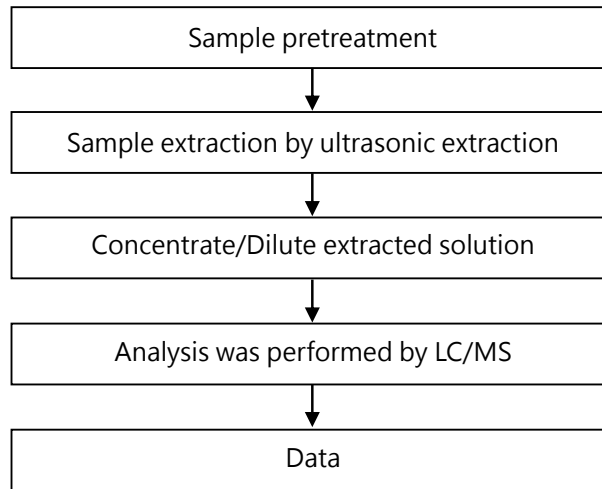 Sample pretreatment
Sample extraction by ultrasonic extraction
Concentrate/Dilute extracted solution
Analysis was performed by LC/MS
Data